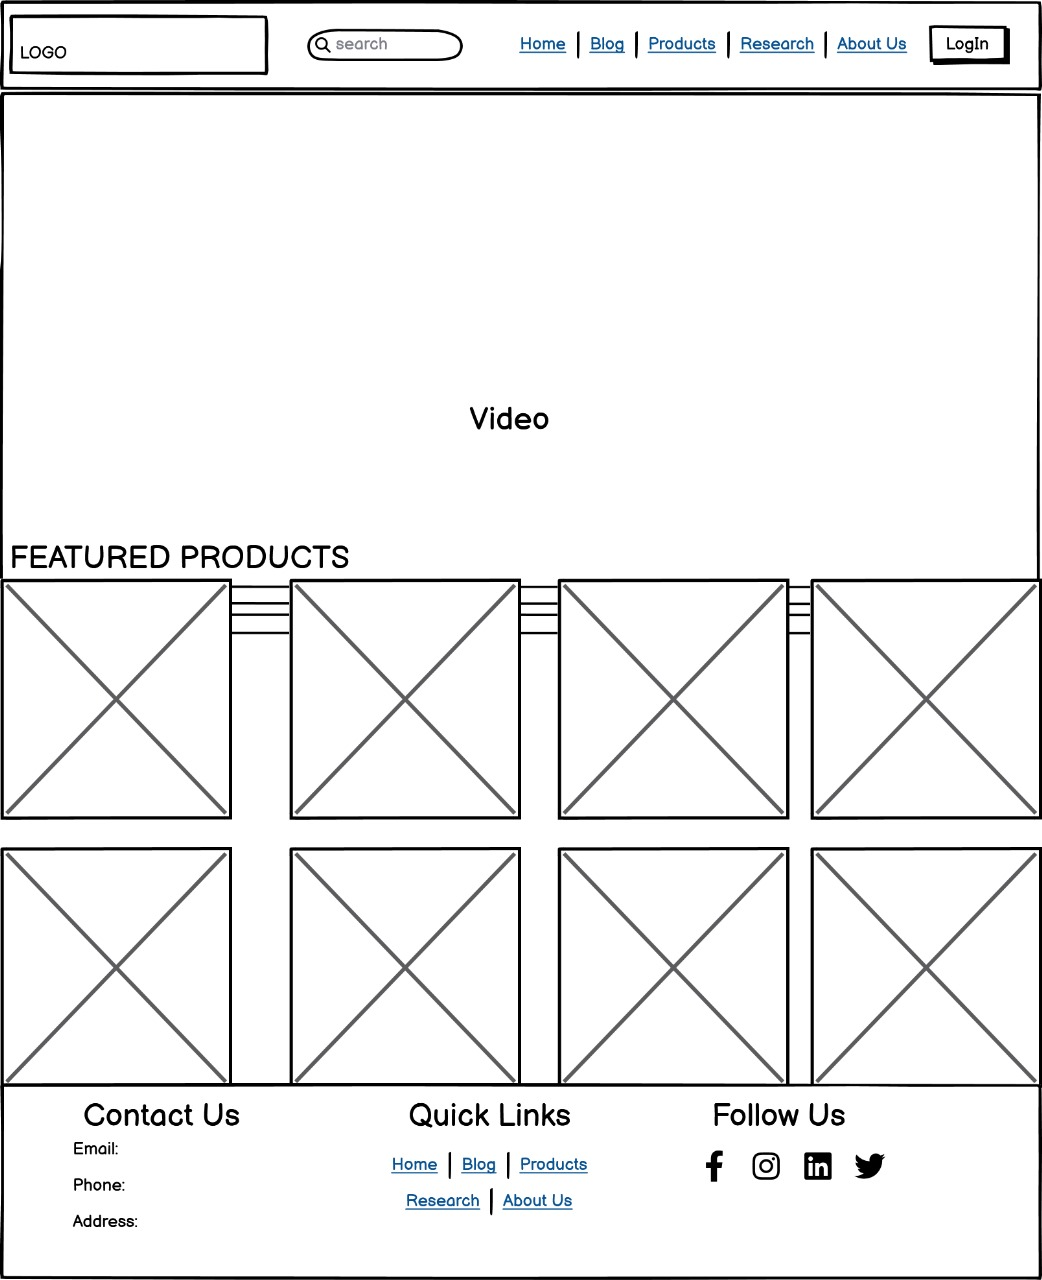 LOGO
search
Home Blog Products Research About Us
LogIn
Video
FEATURED PRODUCTS
Contact Us
Email:
Phone:
Address:
Quick Links
Home Blog Products
Research About Us
Follow Us